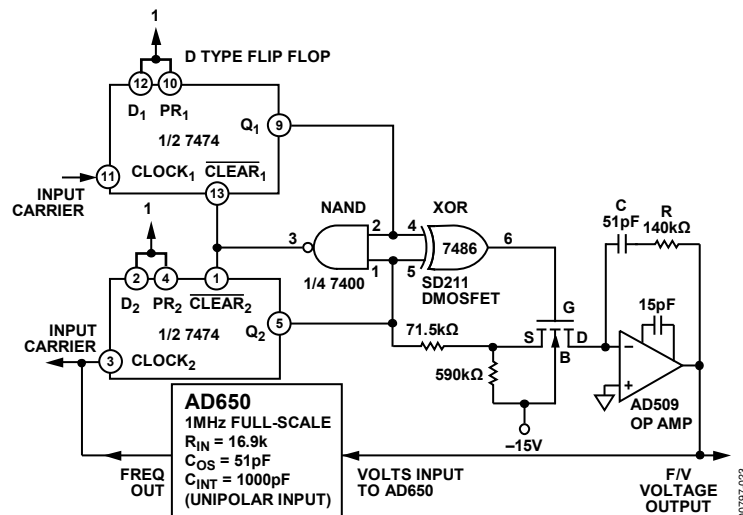 1
D TYPE FLIP FLOP
12 10
D1 PR1
Q1 9
1/2 7474
11 CLOCK1 CLEAR1
INPUT
CARRIER
13
1
NAND XOR
3 2 4 6
1 5
7486
1/4 7400
SD211
DMOSFET
C
51pF
R
140kΩ
2 4 1
D2 PR2 CLEAR2
1/2 7474
Q2 5
INPUT
CARRIER
3 CLOCK2
71.5kΩ
590kΩ
G
S D
B
–15V
15pF
–
+
AD509
OP AMP
AD650
1MHz FULL-SCALE
RIN = 16.9k
COS = 51pF
CINT = 1000pF
(UNIPOLAR INPUT)
FREQ
OUT
VOLTS INPUT
TO AD650
F/V
VOLTAGE
OUTPUT